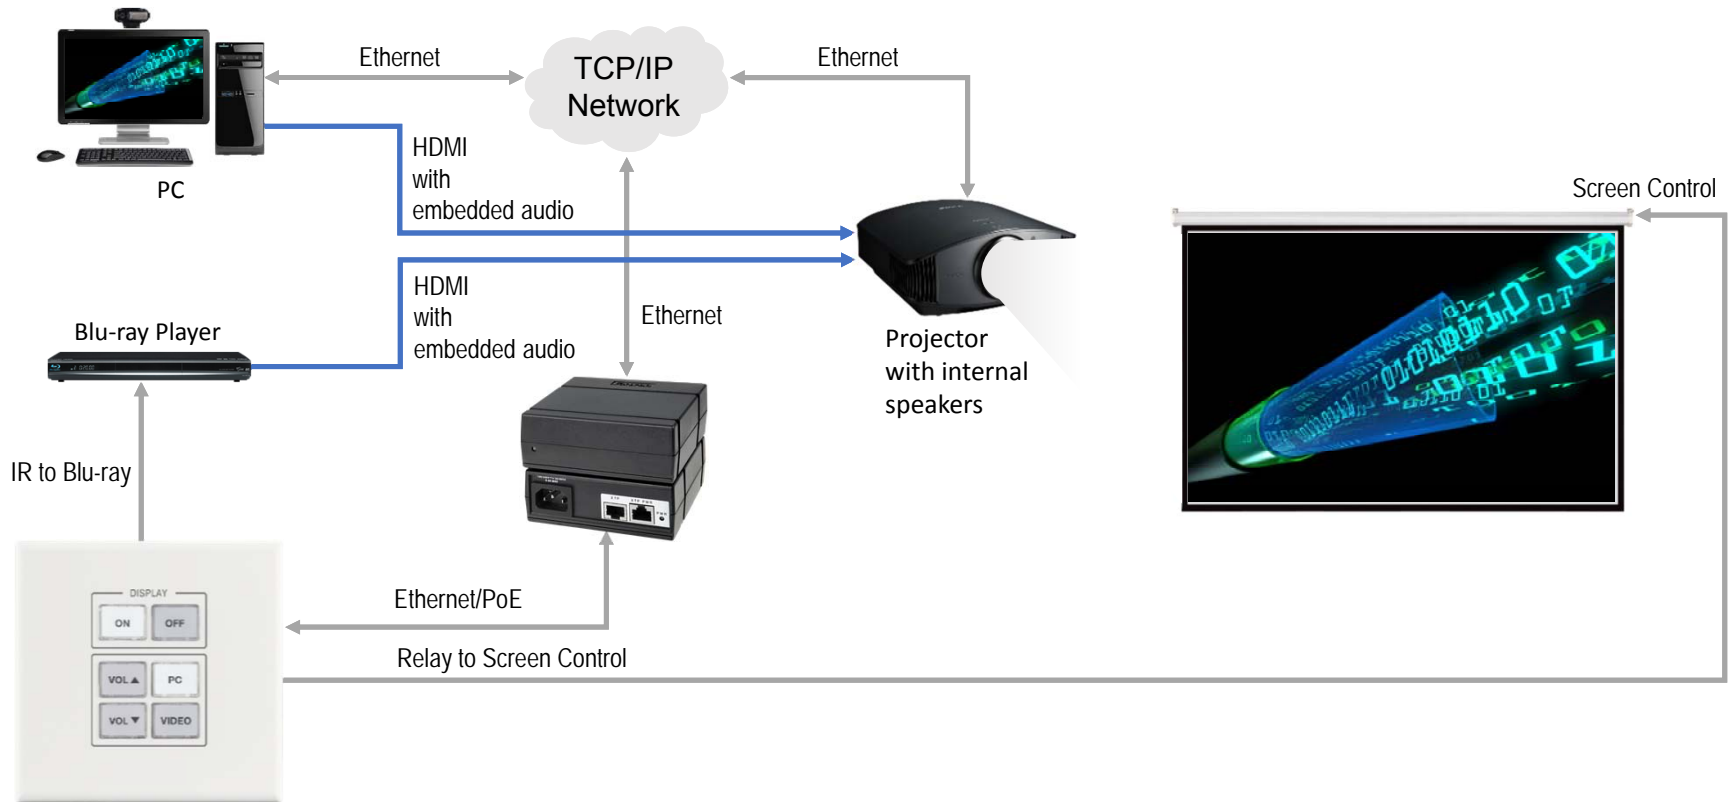 Ethernet
TCP/IP
Network
Ethernet
PC
HDMI
with
embedded audio
Screen Control
HDMI
with
embedded audio
Ethernet
Blu-ray Player
Projector
with internal
speakers
IR to Blu-ray
DISPLAY
ON OFF
VOL ▲ PC
VOL ▼ VIDEO
Ethernet/PoE
Relay to Screen Control